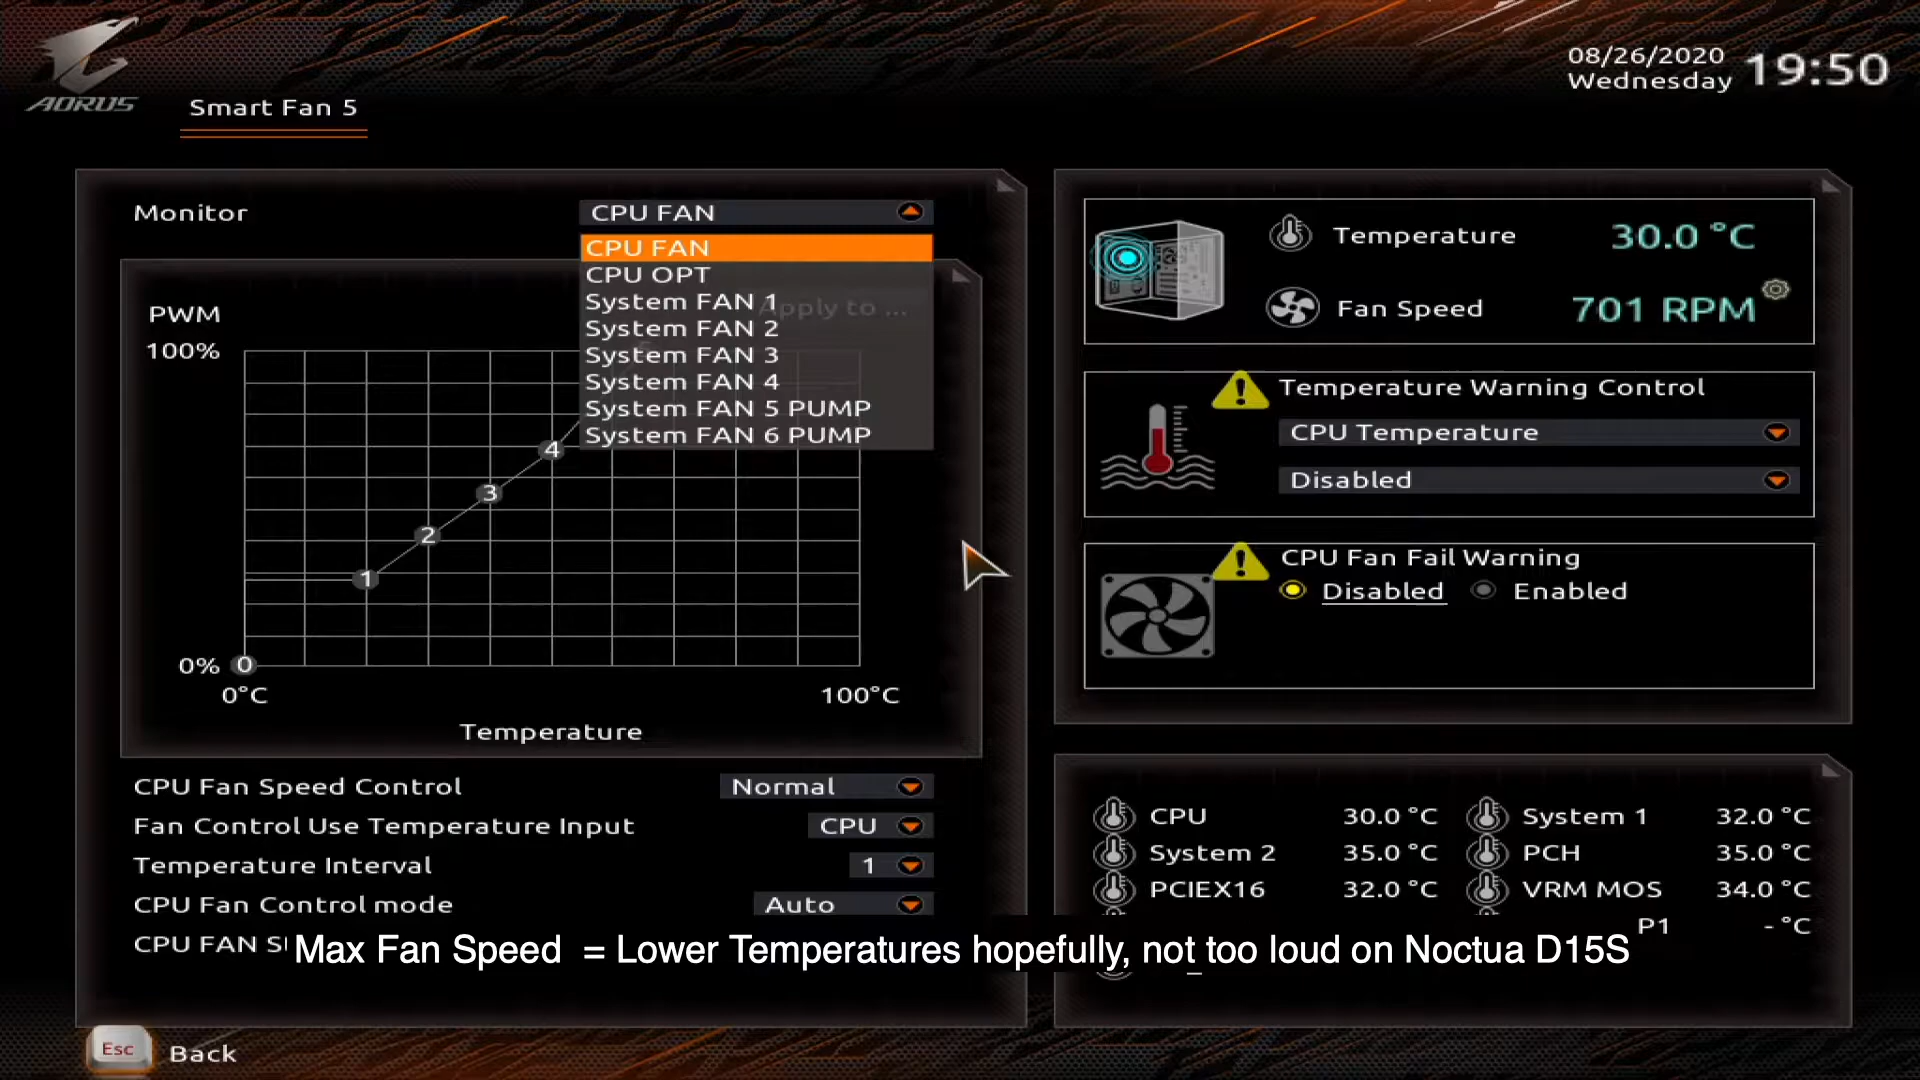 AORUS
Smart Fan 5
08/26/2020
Wednesday
19:50
Monitor
CPU FAN
CPU FAN
CPU OPT
System FAN 1
System FAN 2
System FAN 3
System FAN 4
System FAN 5 PUMP
System FAN 6 PUMP
Apply to ...
PWM
100%
4
3
2
1
0% 0
0°C 100°C
Temperature
CPU Fan Speed Control Normal
Fan Control Use Temperature Input CPU
Temperature Interval 1
CPU Fan Control mode Auto
CPU FAN
Temperature 30.0 °C
Fan Speed 701 RPM
Temperature Warning Control
CPU Temperature
Disabled
CPU Fan Fail Warning
Disabled Enabled
CPU 30.0 °C System 1 32.0 °C
System 2 35.0 °C PCH 35.0 °C
PCIEX16 32.0 °C VRM MOS 34.0 °C
P1 - °C
Max Fan Speed = Lower Temperatures hopefully, not too loud on Noctua D15S
Esc Back